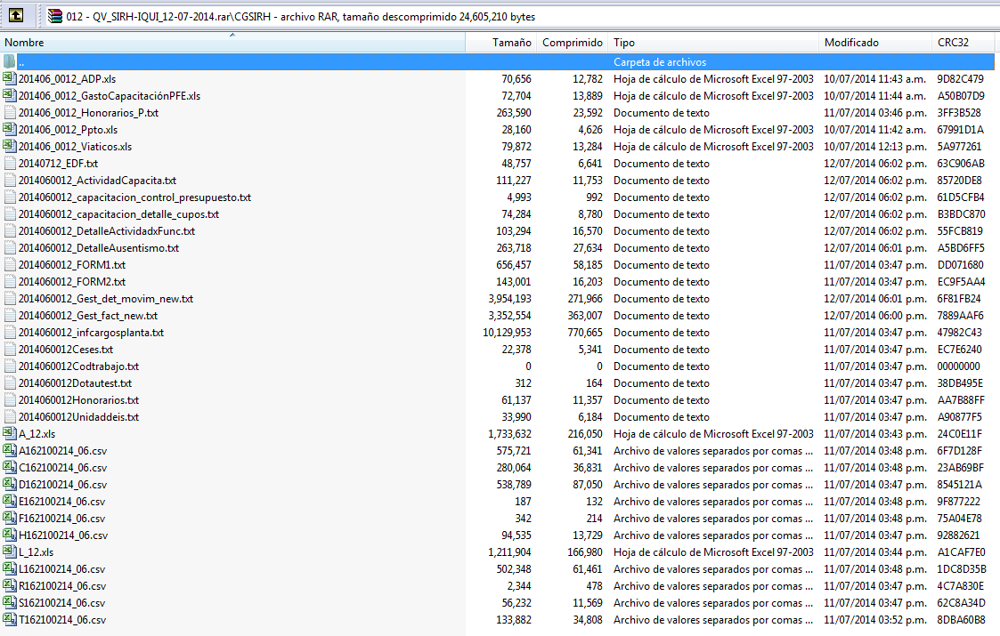 012 - QV_SIRH-IQUI_12-07-2014.rar\CGSIRH - archivo RAR, tamaño descomprimido 24,605,210 bytes
Nombre Tamaño Comprimido Tipo Modificado CRC32
.. Carpeta de archivos
201406_0012_ADP.xls 70,656 12,782 Hoja de cálculo de Microsoft Excel 97-2003 10/07/2014 11:43 a.m. 9D82C479
201406_0012_GastoCapacitaciónPFE.xls 72,704 13,889 Hoja de cálculo de Microsoft Excel 97-2003 10/07/2014 11:44 a.m. A50B07D9
201406_0012_Honorarios_P.txt 263,590 23,592 Documento de texto 11/07/2014 03:46 p.m. 3FF3B528
201406_0012_Ppto.xls 28,160 4,626 Hoja de cálculo de Microsoft Excel 97-2003 10/07/2014 11:42 a.m. 67991D1A
201406_0012_Viaticos.xls 79,872 13,284 Hoja de cálculo de Microsoft Excel 97-2003 10/07/2014 12:13 p.m. 5A977261
20140712_EDF.txt 48,757 6,641 Documento de texto 12/07/2014 06:02 p.m. 63C906AB
2014060012_ActividadCapacita.txt 111,227 11,753 Documento de texto 12/07/2014 06:02 p.m. 85720DE8
2014060012_capacitacion_control_presupuesto.txt 4,993 992 Documento de texto 12/07/2014 06:02 p.m. 61D5CFB4
2014060012_capacitacion_detalle_cupos.txt 74,284 8,780 Documento de texto 12/07/2014 06:02 p.m. B3BDC870
2014060012_DetalleActividadxFunc.txt 103,294 16,570 Documento de texto 12/07/2014 06:02 p.m. 55FCB819
2014060012_DetalleAusentismo.txt 263,718 27,634 Documento de texto 12/07/2014 06:01 p.m. A5BD6FF5
2014060012_FORM1.txt 656,457 58,185 Documento de texto 11/07/2014 03:47 p.m. DD071680
2014060012_FORM2.txt 143,001 16,203 Documento de texto 11/07/2014 03:47 p.m. EC9F5AA4
2014060012_Gest_det_movim_new.txt 3,954,193 271,966 Documento de texto 12/07/2014 06:01 p.m. 6F81FB24
2014060012_Gest_fact_new.txt 3,352,554 363,007 Documento de texto 12/07/2014 06:00 p.m. 7889AAF6
2014060012_infcargosplanta.txt 10,129,953 770,665 Documento de texto 11/07/2014 03:47 p.m. 47982C43
2014060012Ceses.txt 22,378 5,341 Documento de texto 11/07/2014 03:47 p.m. EC7E6240
2014060012Codtrabajo.txt 0 0 Documento de texto 11/07/2014 03:47 p.m. 00000000
2014060012Dotautest.txt 312 164 Documento de texto 11/07/2014 03:47 p.m. 38DB495E
2014060012Honorarios.txt 61,137 11,357 Documento de texto 11/07/2014 03:47 p.m. AA7B88FF
2014060012Unidaddeis.txt 33,990 6,184 Documento de texto 11/07/2014 03:47 p.m. A90877F5
A_12.xls 1,733,632 216,050 Hoja de cálculo de Microsoft Excel 97-2003 11/07/2014 03:43 p.m. 24C0E11F
A162100214_06.csv 575,721 61,341 Archivo de valores separados por comas ... 11/07/2014 03:48 p.m. 6F7D128F
C162100214_06.csv 280,064 36,831 Archivo de valores separados por comas ... 11/07/2014 03:48 p.m. 23AB69BF
D162100214_06.csv 538,789 87,050 Archivo de valores separados por comas ... 11/07/2014 03:47 p.m. 8545121A
E162100214_06.csv 187 132 Archivo de valores separados por comas ... 11/07/2014 03:48 p.m. 9F877222
F162100214_06.csv 342 214 Archivo de valores separados por comas ... 11/07/2014 03:48 p.m. 75A04E78
H162100214_06.csv 94,535 13,729 Archivo de valores separados por comas ... 11/07/2014 03:47 p.m. 92882621
L_12.xls 1,211,904 166,980 Hoja de cálculo de Microsoft Excel 97-2003 11/07/2014 03:44 p.m. A1CAF7E0
L162100214_06.csv 502,348 61,461 Archivo de valores separados por comas ... 11/07/2014 03:48 p.m. 1DC8D35B
R162100214_06.csv 2,344 478 Archivo de valores separados por comas ... 11/07/2014 03:47 p.m. 4C7A830E
S162100214_06.csv 56,232 11,569 Archivo de valores separados por comas ... 11/07/2014 03:47 p.m. 62C8A34D
T162100214_06.csv 133,882 34,808 Archivo de valores separados por comas ... 11/07/2014 03:52 p.m. 8DBA60B8